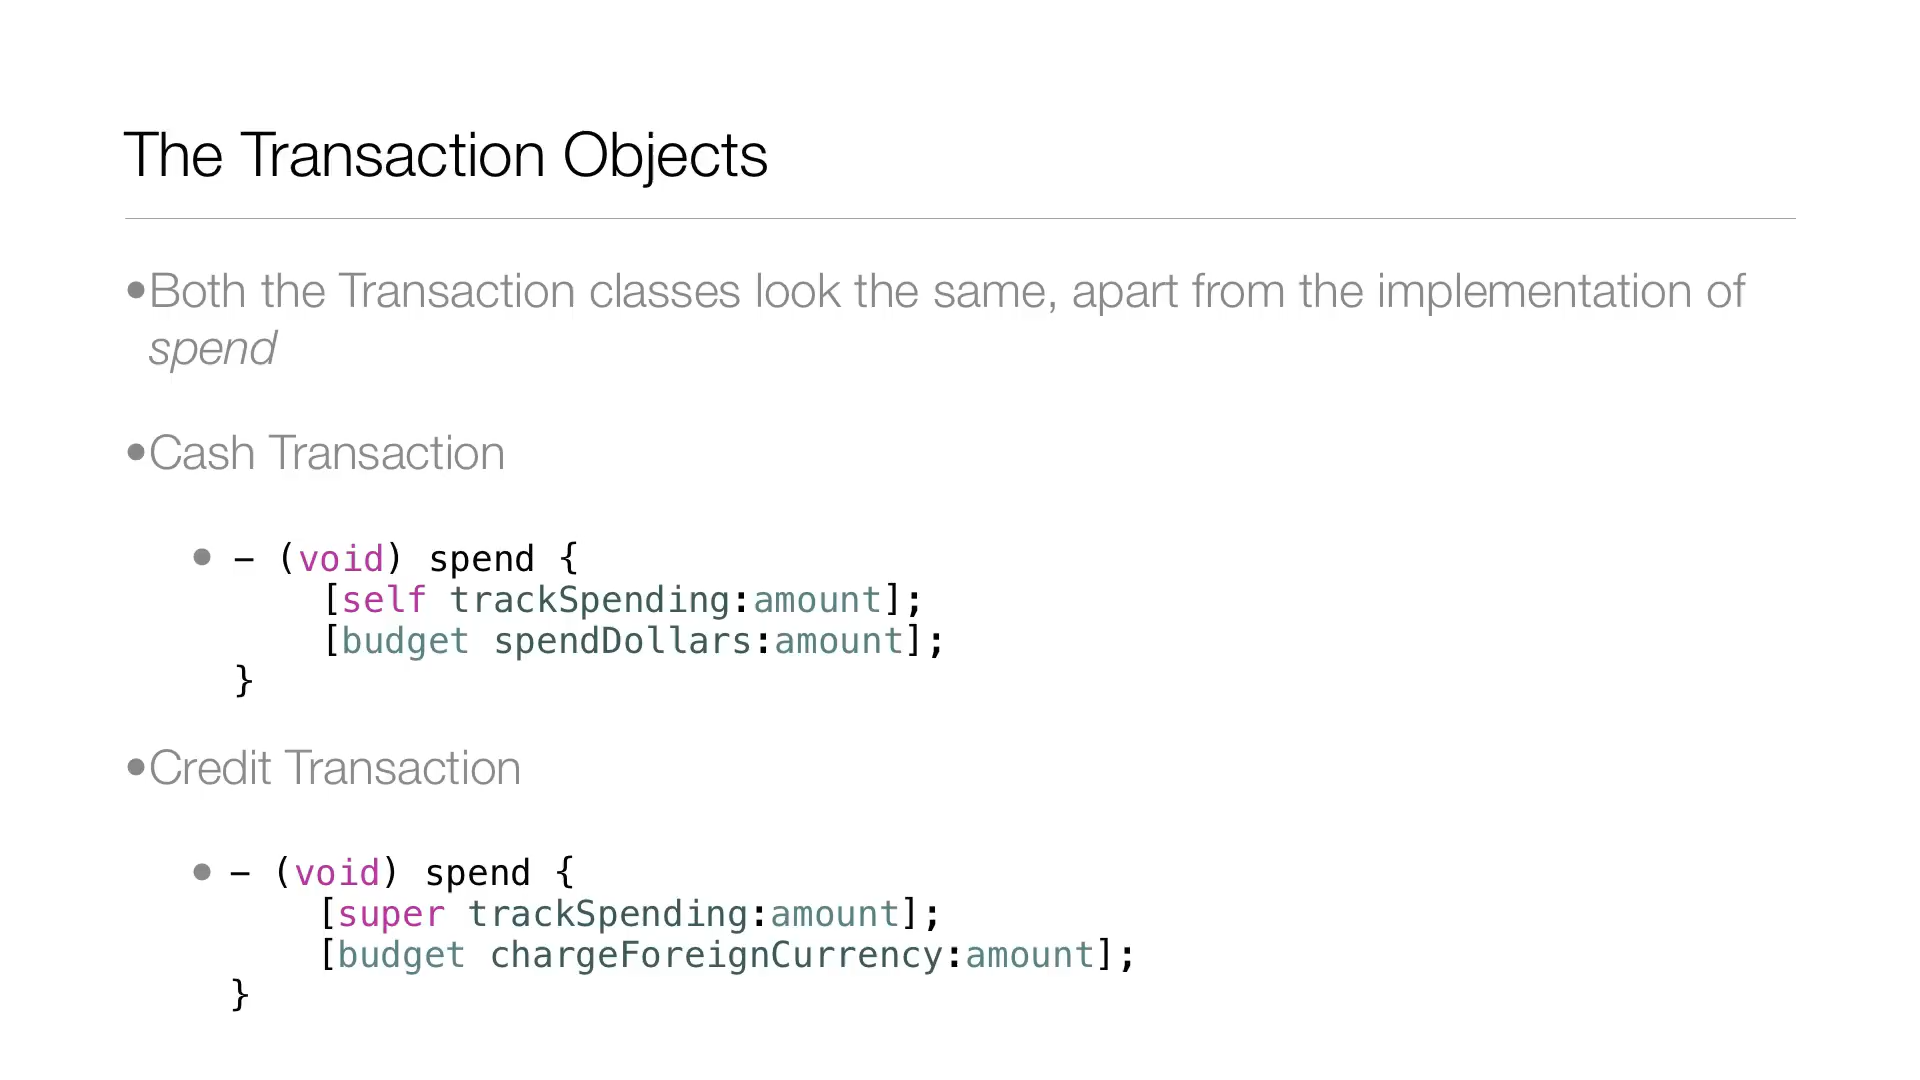 The Transaction Objects
•Both the Transaction classes look the same, apart from the implementation of
spend
•Cash Transaction
• – (void) spend {
[self trackSpending:amount];
[budget spendDollars:amount];
}
•Credit Transaction
• – (void) spend {
[super trackSpending:amount];
[budget chargeForeignCurrency:amount];
}